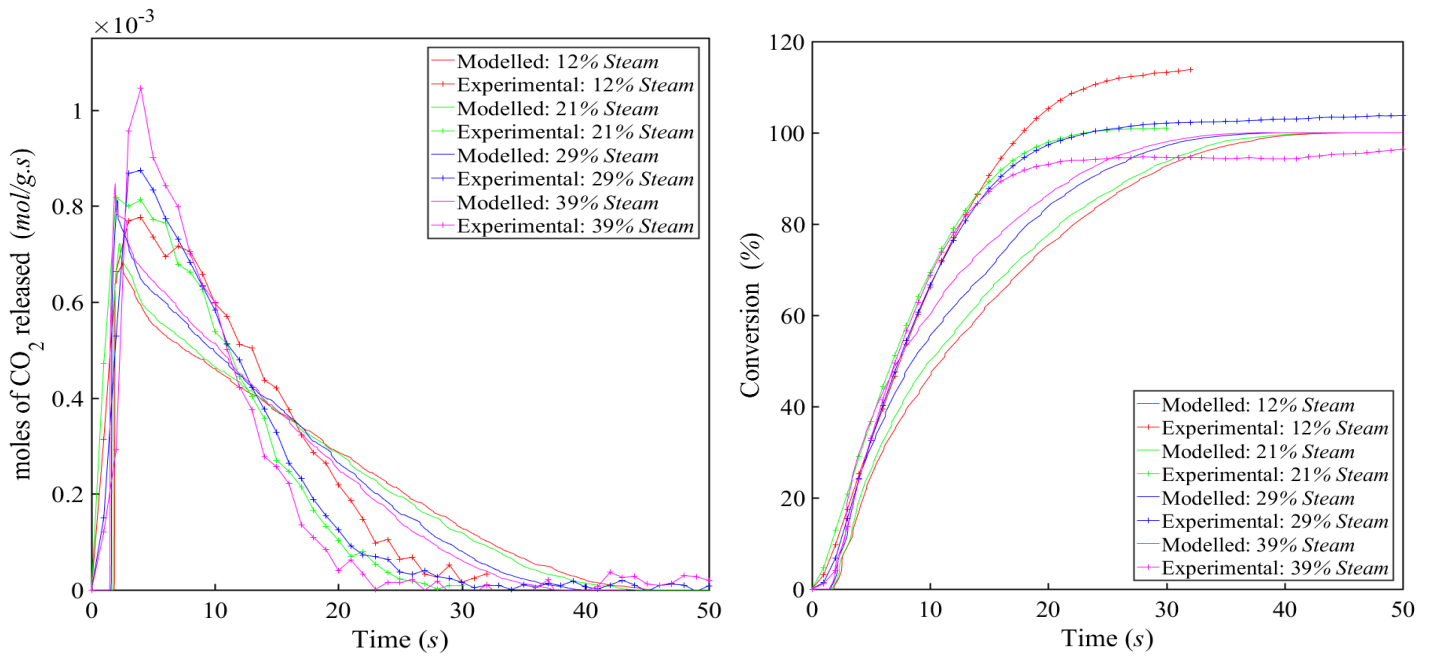 ×10-3
moles of CO2 released (mol/g.s)
1
0.8
0.6
0.4
0.2
0
0 10 20 30 40 50
Time (s)
Modelled: 12% Steam
Experimental: 12% Steam
Modelled: 21% Steam
Experimental: 21% Steam
Modelled: 29% Steam
Experimental: 29% Steam
Modelled: 39% Steam
Experimental: 39% Steam
Conversion (%)
120
100
80
60
40
20
0
0 10 20 30 40 50
Time (s)
Modelled: 12% Steam
Experimental: 12% Steam
Modelled: 21% Steam
Experimental: 21% Steam
Modelled: 29% Steam
Experimental: 29% Steam
Modelled: 39% Steam
Experimental: 39% Steam